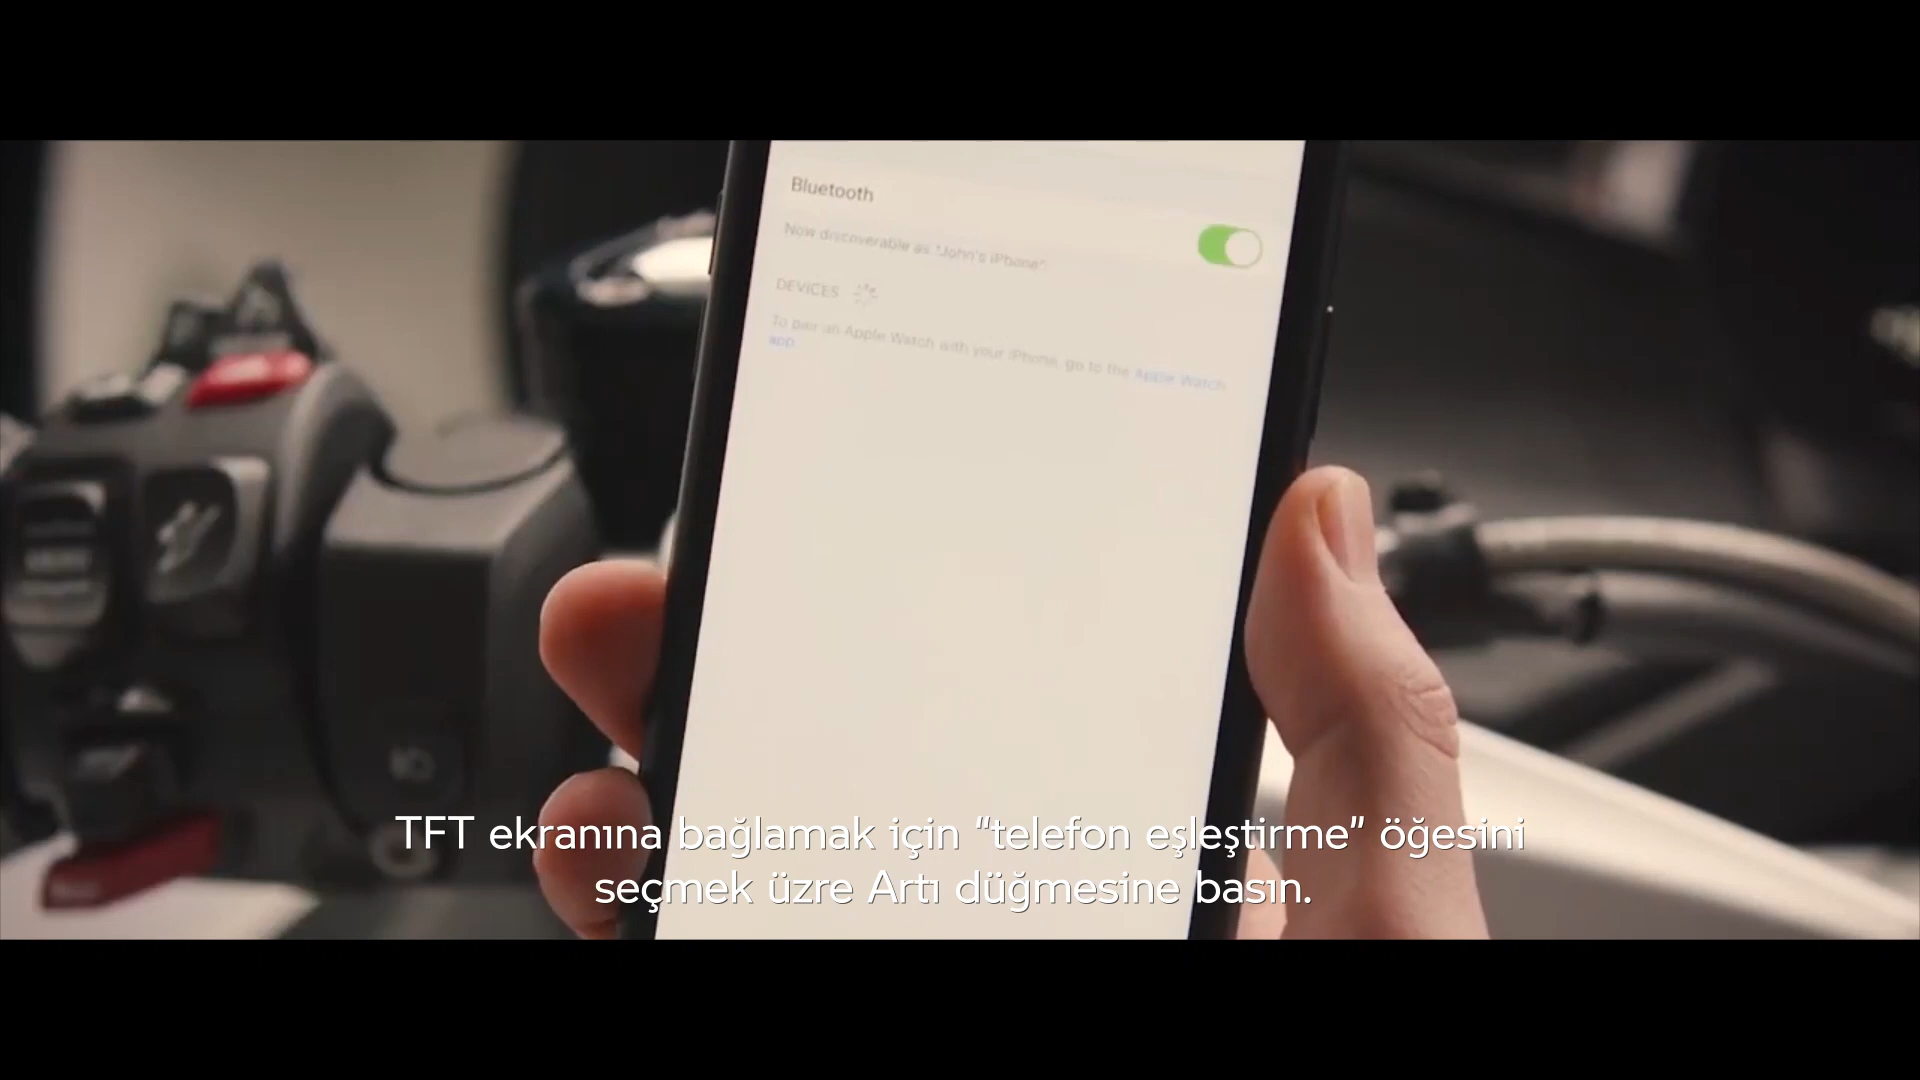 Bluetooth
Now discoverable as "John's iPhone".
DEVICES
To pair an Apple Watch with your iPhone, go to the Apple Watch
app
TFT ekranına bağlamak için "telefon eşleştirme" öğesini
seçmek üzre Artı düğmesine basın.